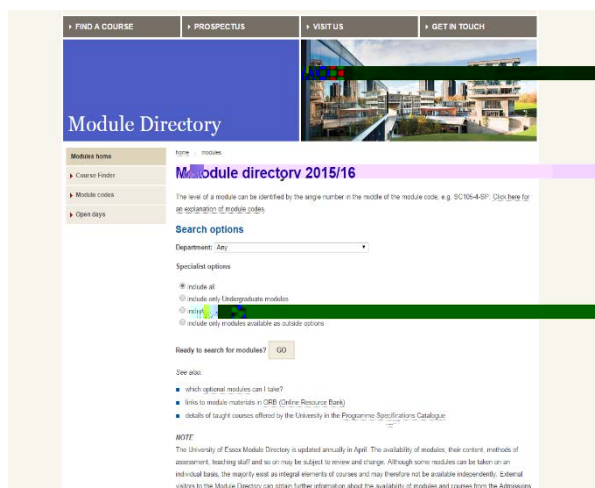 FIND A COURSE
PROSPECTUS
VISIT US
GET IN TOUCH
Module Directory
Modules home
Course Finder
Module codes
Open days
home modules
Module directory 2015/16
The level of a module can be identified by the single number in the middle of the module code, e.g. SC105-4-SP. Click here for
an explanation of module codes.
Search options
Department: Any
Specialist options
include all
include only Undergraduate modules
include only modules available as outside options
Ready to search for modules? GO
See also:
which optional modules can I take?
links to module materials in ORB (Online Resource Bank)
details of taught courses offered by the University in the Programme Specifications Catalogue
NOTE
The University of Essex Module Directory is updated annually in April. The availability of modules, their content, methods of
assessment, teaching staff and so on may be subject to review and change. Although some modules can be taken on an
individual basis, the majority exist as integral elements of courses and may therefore not be available independently. External
visitors to the Module Directory can obtain further information about the availability of modules and courses from the Admissions